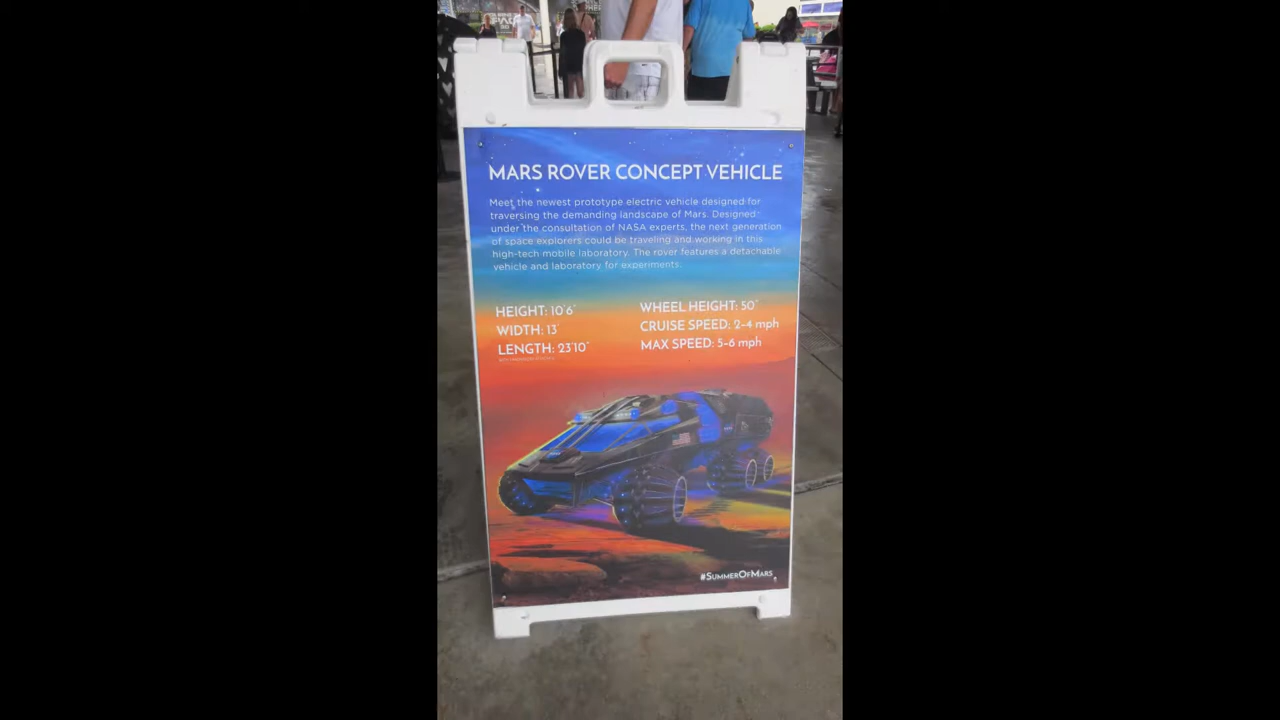 MARS ROVER CONCEPT VEHICLE
Meet the newest prototype electric vehicle designed for
traversing the demanding landscape of Mars. Designed
under the consultation of NASA experts, the next generation
of space explorers could be traveling and working in this
high-tech mobile laboratory. The rover features a detachable
vehicle and laboratory for experiments.
HEIGHT: 10'6"
WIDTH: 13'
LENGTH: 23'10"
WHEEL HEIGHT: 50"
CRUISE SPEED: 2-4 mph
MAX SPEED: 5-6 mph
#SUMMEROFMARS